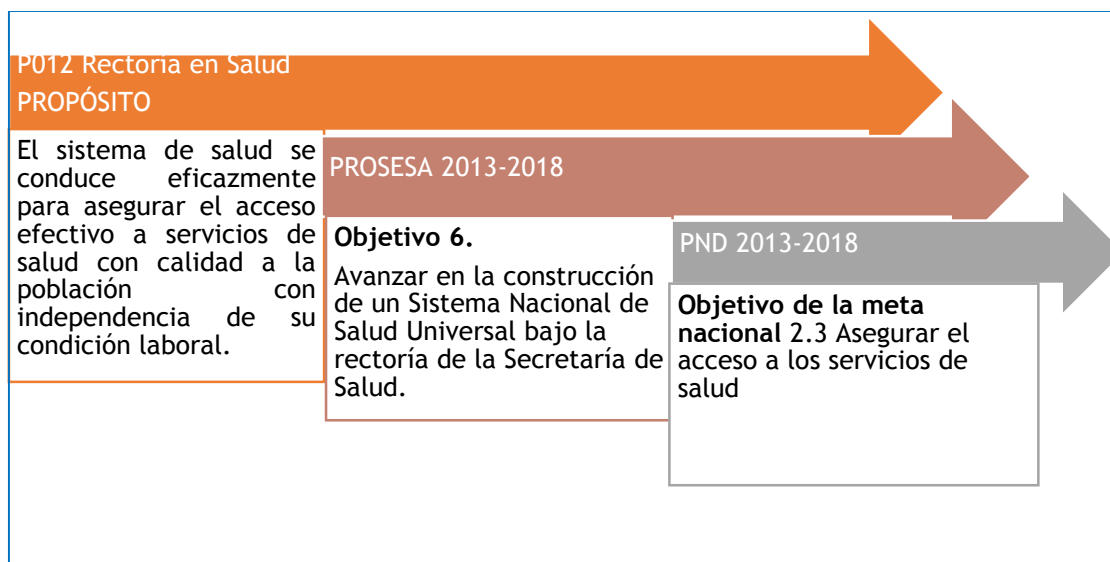 P012 Rectoría en Salud
PROPÓSITO
El sistema de salud se
conduce eficazmente
para asegurar el acceso
efectivo a servicios de
salud con calidad a la
población con
independencia de su
condición laboral.
PROSESA 2013-2018
Objetivo 6.
Avanzar en la construcción
de un Sistema Nacional de
Salud Universal bajo la
rectoría de la Secretaría de
Salud.
PND 2013-2018
Objetivo de la meta
nacional 2.3 Asegurar el
acceso a los servicios de
salud